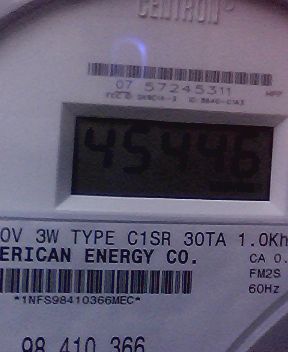 CENTRON
07 57245311
45446
0V 3W TYPE C1SR 30TA 1.0Kh
ERICAN ENERGY CO.
CA 0.
FM2S
60Hz
*1NFS98410366MEC*
98 410 366